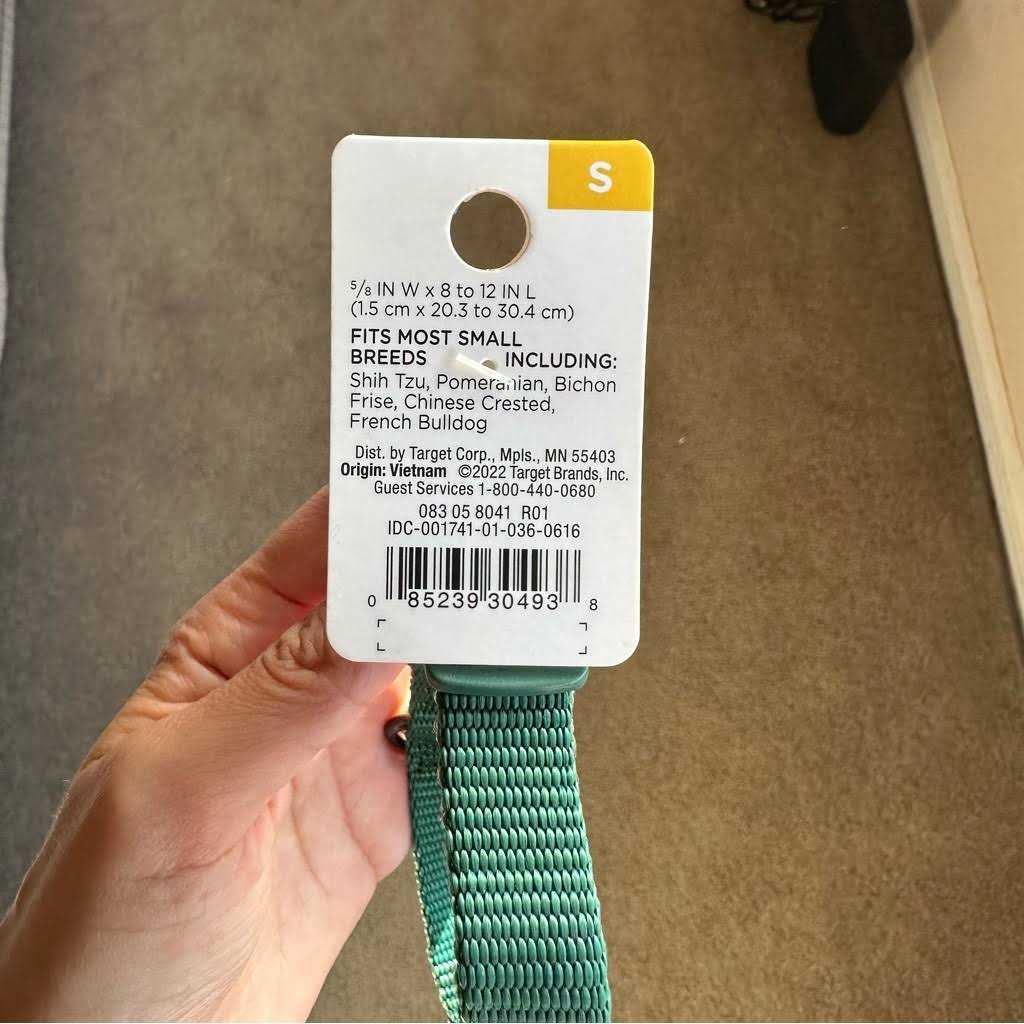 S
5/8 IN W x 8 to 12 IN L
(1.5 cm x 20.3 to 30.4 cm)
FITS MOST SMALL
BREEDS INCLUDING:
Shih Tzu, Pomeranian, Bichon
Frise, Chinese Crested,
French Bulldog
Dist. by Target Corp., Mpls., MN 55403
Origin: Vietnam ©2022 Target Brands, Inc.
Guest Services 1-800-440-0680
083 05 8041 R01
IDC-001741-01-036-0616
0 85239 30493 8